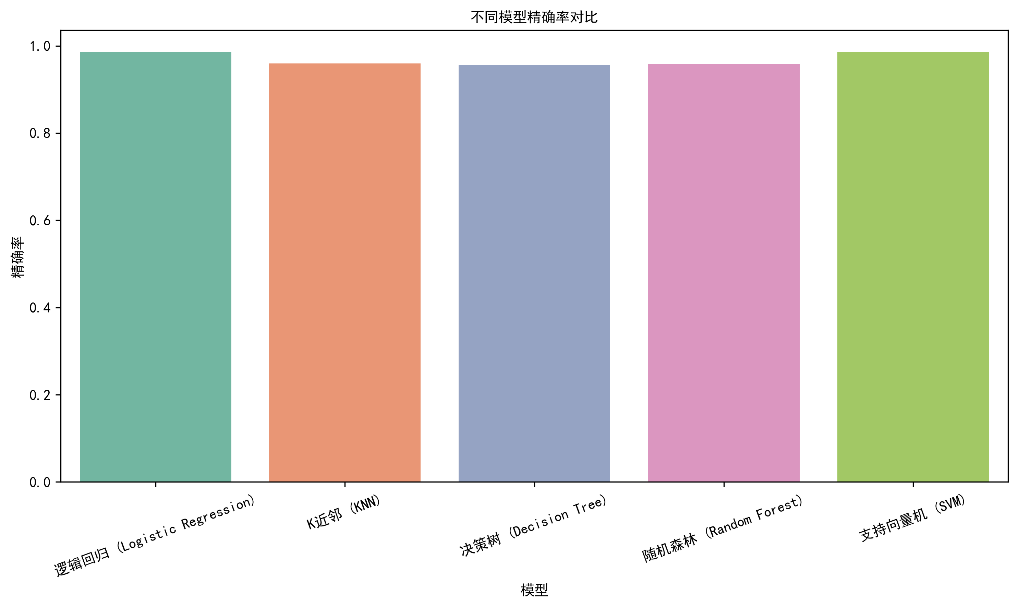 不同模型精确率对比
精确率
1.0
0.8
0.6
0.4
0.2
0.0
逻辑回归 (Logistic Regression)
K近邻 (KNN)
决策树 (Decision Tree)
随机森林 (Random Forest)
支持向量机 (SVM)
模型